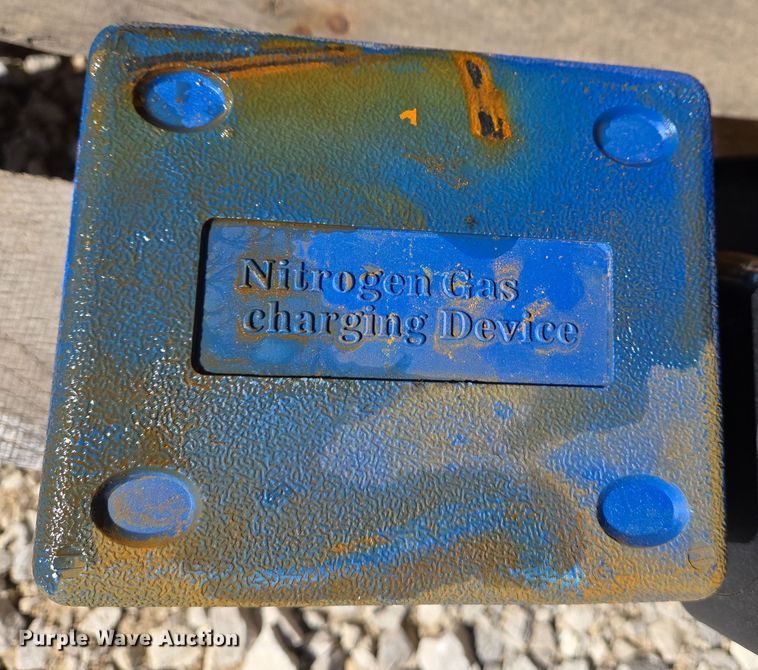 Nitrogen Gas
charging Device
Purple Wave Auction